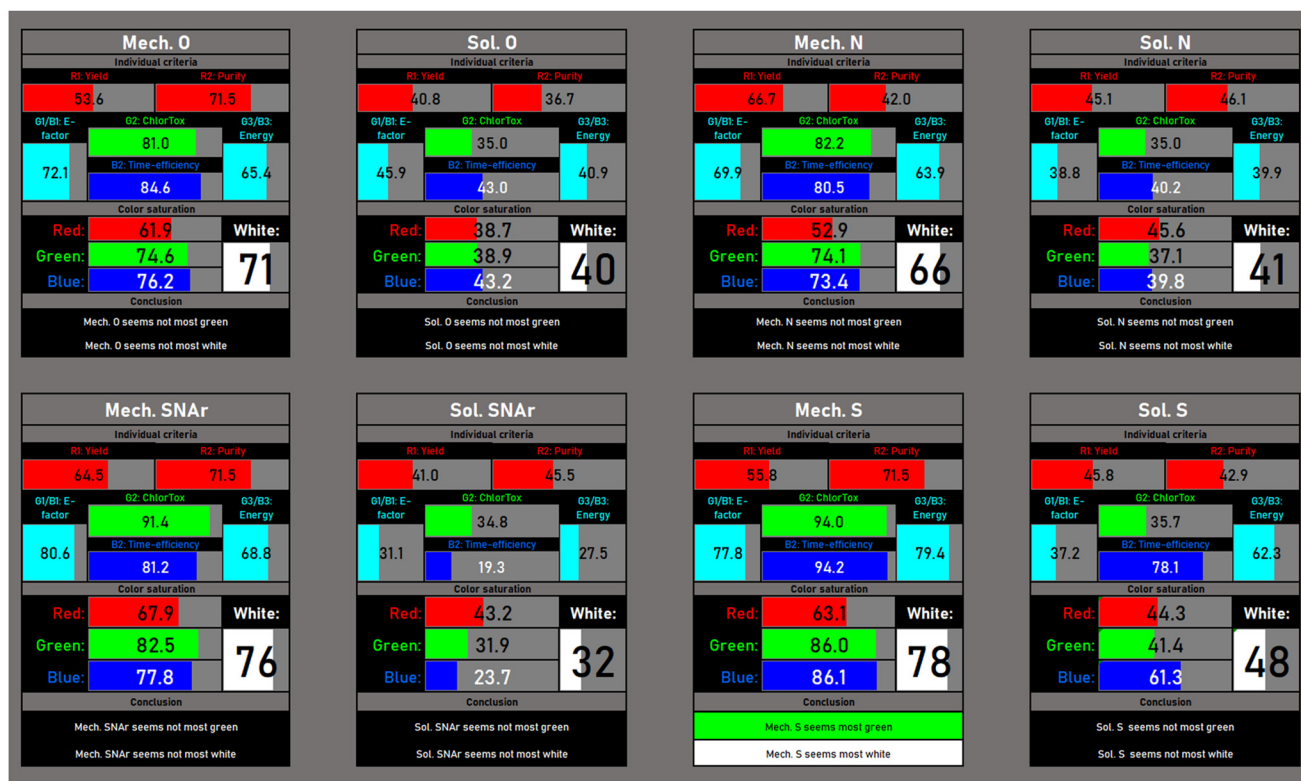 Mech. O
Individual criteria
R1: Yield R2: Purity
53.6 71.5
G1/B1: E-factor G2: ChlorTox G3/B3: Energy
81.0
B2: Time-efficiency
72.1 84.6 65.4
Color saturation
Red: 61.9 White:
Green: 74.6 71
Blue: 76.2
Conclusion
Mech. O seems not most green
Mech. O seems not most white
Sol. O
Individual criteria
R1: Yield R2: Purity
40.8 36.7
G1/B1: E-factor G2: ChlorTox G3/B3: Energy
35.0
B2: Time-efficiency
45.9 43.0 40.9
Color saturation
Red: 38.7 White:
Green: 38.9 40
Blue: 43.2
Conclusion
Sol. O seems not most green
Sol. O seems not most white
Mech. N
Individual criteria
R1: Yield R2: Purity
66.7 42.0
G1/B1: E-factor G2: ChlorTox G3/B3: Energy
82.2
B2: Time-efficiency
69.9 80.5 63.9
Color saturation
Red: 52.9 White:
Green: 74.1 66
Blue: 73.4
Conclusion
Mech. N seems not most green
Mech. N seems not most white
Sol. N
Individual criteria
R1: Yield R2: Purity
45.1 46.1
G1/B1: E-factor G2: ChlorTox G3/B3: Energy
35.0
B2: Time-efficiency
38.8 40.2 39.9
Color saturation
Red: 45.6 White:
Green: 37.1 41
Blue: 39.8
Conclusion
Sol. N seems not most green
Sol. N seems not most white
Mech. SNAr
Individual criteria
R1: Yield R2: Purity
64.5 71.5
G1/B1: E-factor G2: ChlorTox G3/B3: Energy
91.4
B2: Time-efficiency
80.6 81.2 68.8
Color saturation
Red: 67.9 White:
Green: 82.5 76
Blue: 77.8
Conclusion
Mech. SNAr seems not most green
Mech. SNAr seems not most white
Sol. SNAr
Individual criteria
R1: Yield R2: Purity
41.0 45.5
G1/B1: E-factor G2: ChlorTox G3/B3: Energy
34.8
B2: Time-efficiency
31.1 19.3 27.5
Color saturation
Red: 43.2 White:
Green: 31.9 32
Blue: 23.7
Conclusion
Sol. SNAr seems not most green
Sol. SNAr seems not most white
Mech. S
Individual criteria
R1: Yield R2: Purity
55.8 71.5
G1/B1: E-factor G2: ChlorTox G3/B3: Energy
94.0
B2: Time-efficiency
77.8 94.2 79.4
Color saturation
Red: 63.1 White:
Green: 86.0 78
Blue: 86.1
Conclusion
Mech. S seems most green
Mech. S seems most white
Sol. S
Individual criteria
R1: Yield R2: Purity
45.8 42.9
G1/B1: E-factor G2: ChlorTox G3/B3: Energy
35.7
B2: Time-efficiency
37.2 78.1 62.3
Color saturation
Red: 44.3 White:
Green: 41.4 48
Blue: 61.3
Conclusion
Sol. S seems not most green
Sol. S seems not most white